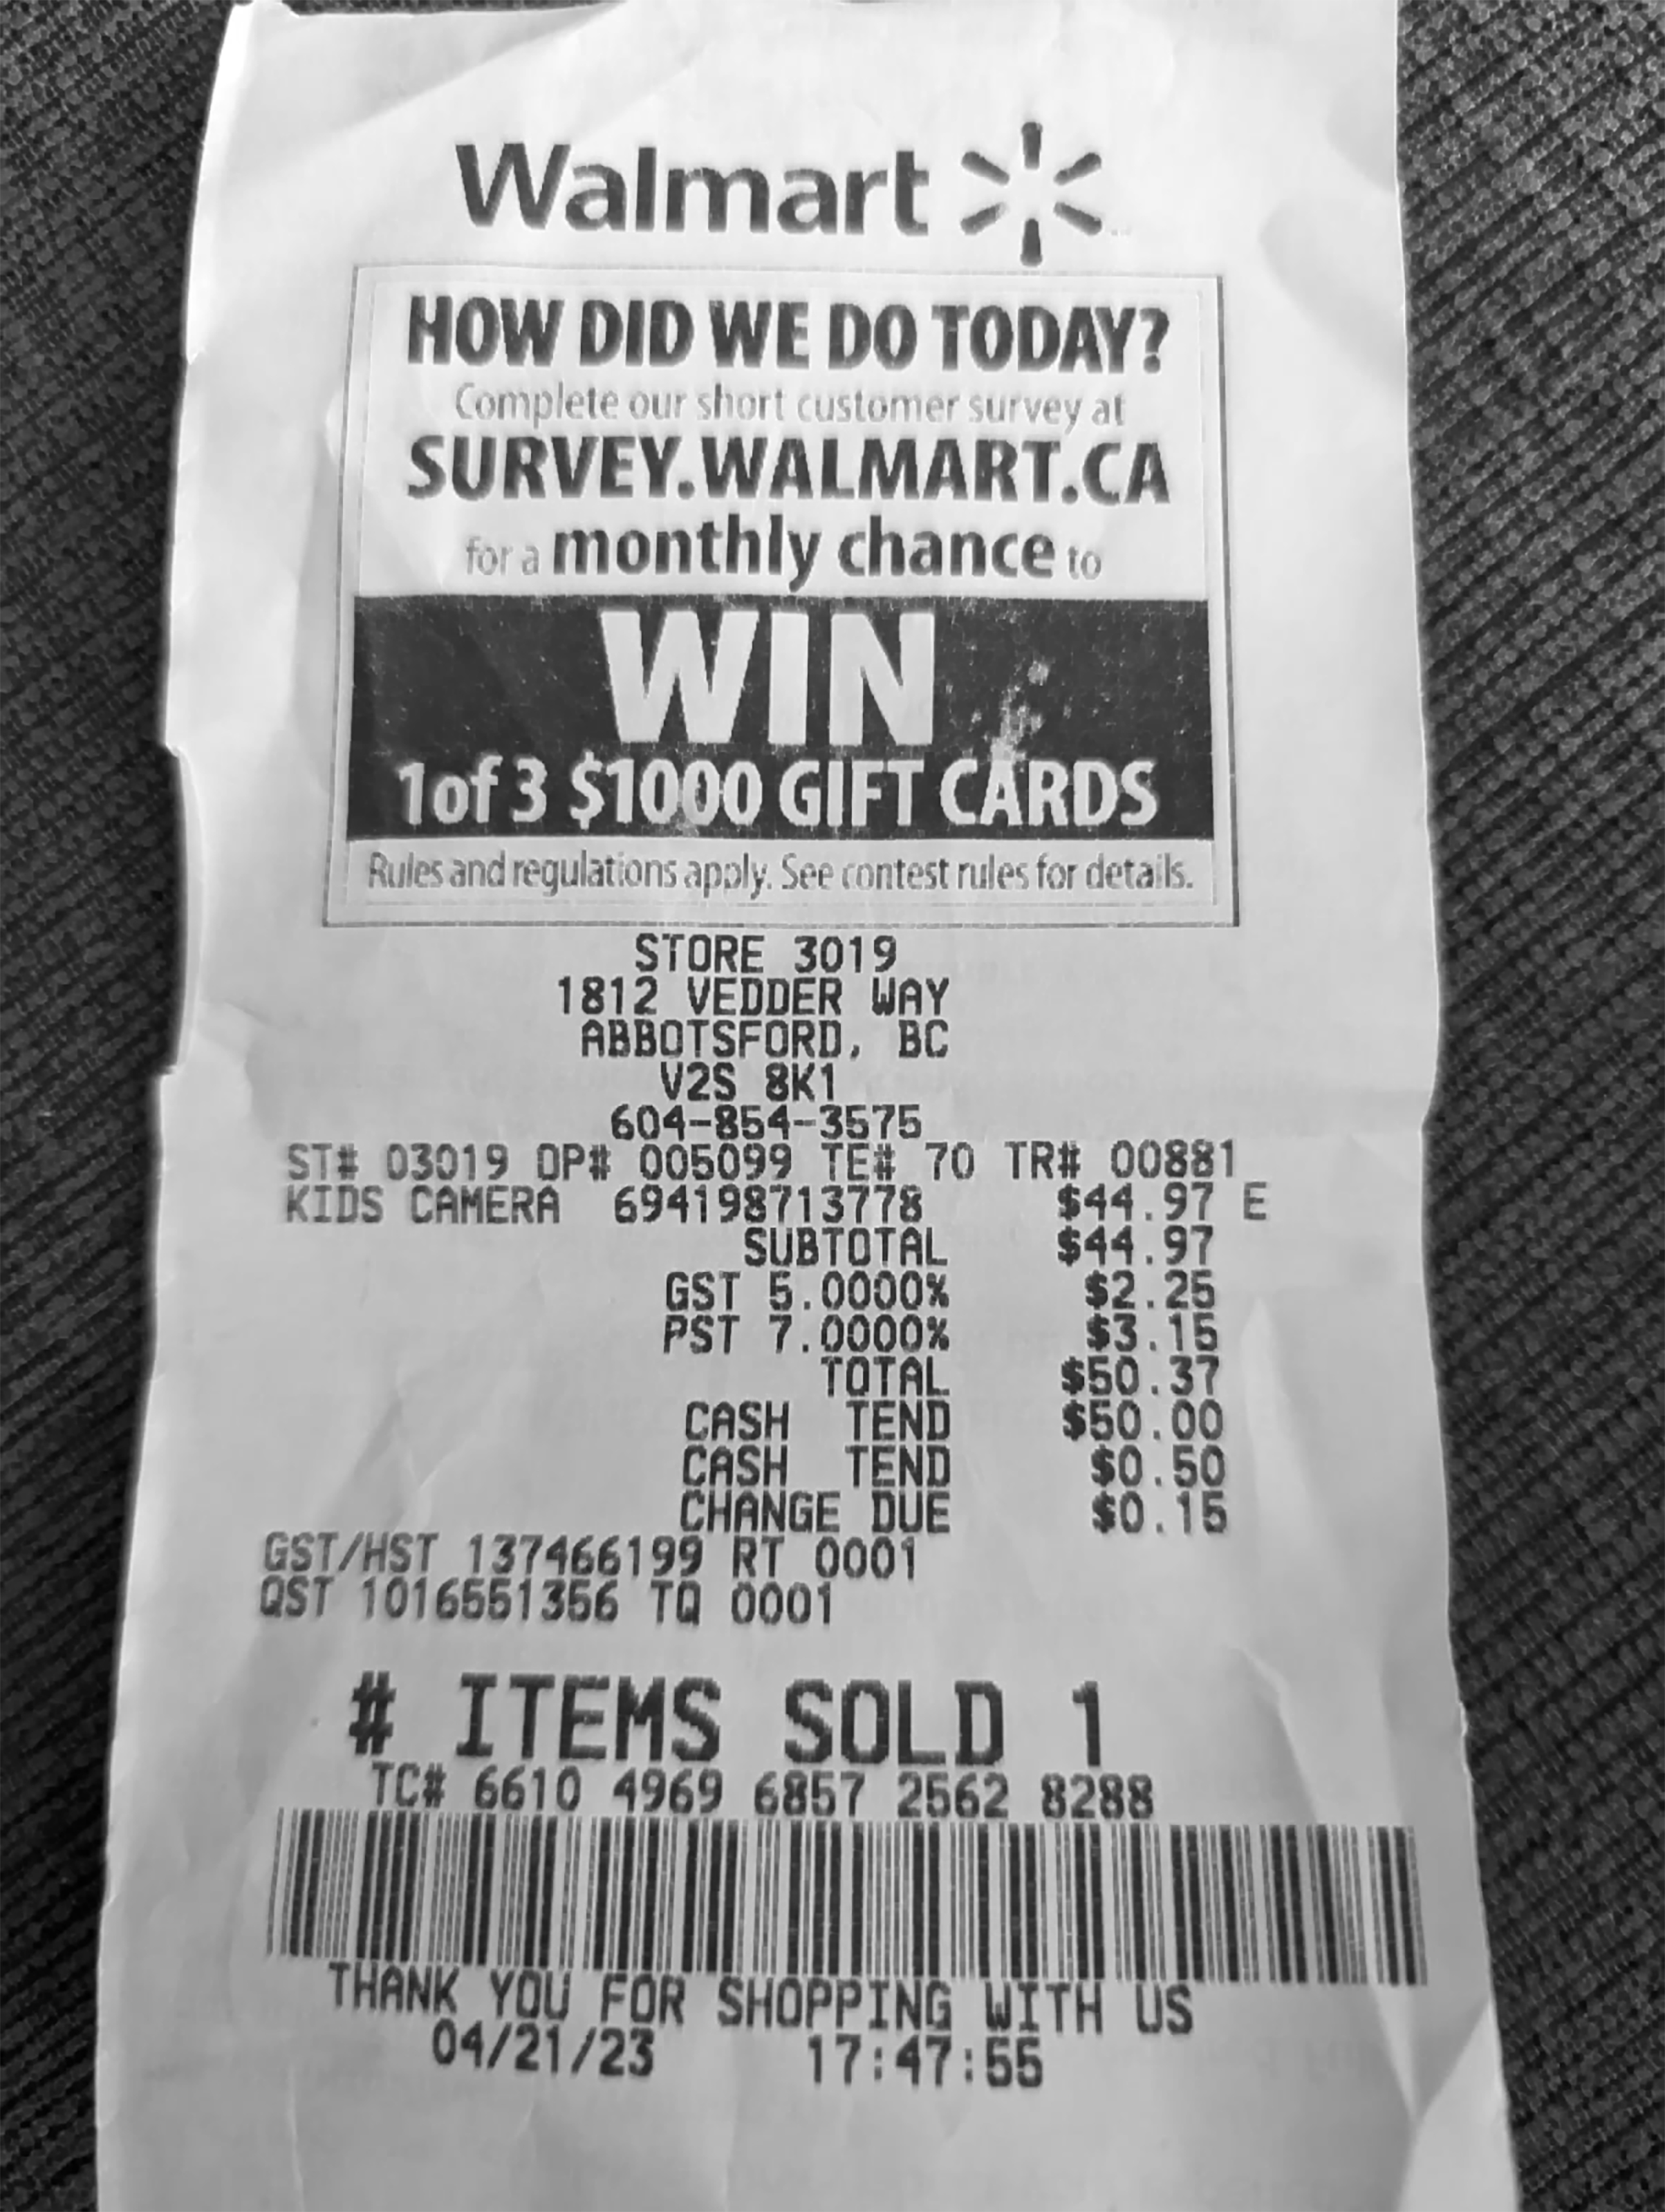 Walmart
HOW DID WE DO TODAY?
Complete our short customer survey at
SURVEY.WALMART.CA
for a monthly chance to
WIN
1 of 3 $1000 GIFT CARDS
Rules and regulations apply. See contest rules for details.
STORE 3019
1812 VEDDER WAY
ABBOTSFORD, BC
V2S 8K1
604-854-3575
ST# 03019 OP# 005099 TE# 70 TR# 00881
KIDS CAMERA 694198713778 $44.97 E
SUBTOTAL $44.97
GST 5.0000% $2.25
PST 7.0000% $3.15
TOTAL $50.37
CASH TEND $50.00
CASH TEND $0.50
CHANGE DUE $0.15
GST/HST 137466199 RT 0001
QST 1016551356 TQ 0001
# ITEMS SOLD 1
TC# 6610 4969 6857 2562 8288
THANK YOU FOR SHOPPING WITH US
04/21/23 17:47:55